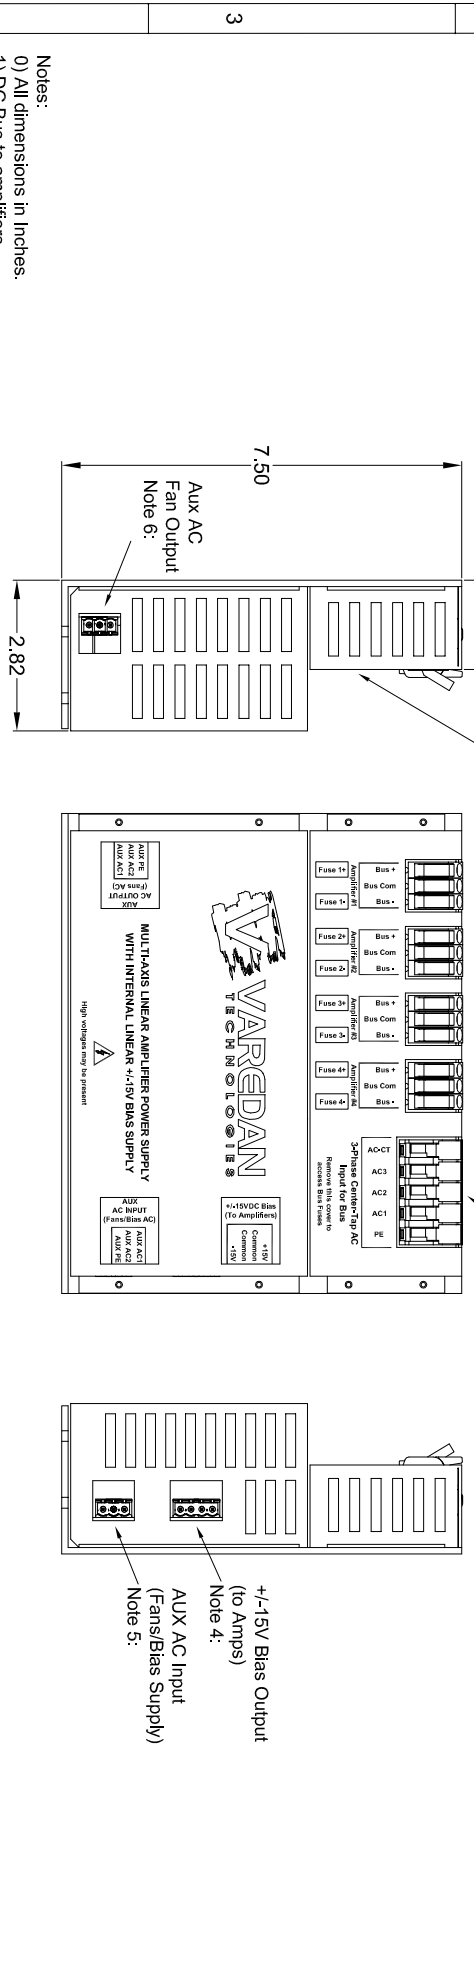 3
Notes:
0) All dimensions in Inches.
1) DC Bus to amplifiers
7.50
2.82
Aux AC
Fan Output
Note 6:
Fuse 1+
Fuse 1-
Amplifier #1
Bus +
Bus Com
Bus -
Fuse 2+
Fuse 2-
Amplifier #2
Bus +
Bus Com
Bus -
Fuse 3+
Fuse 3-
Amplifier #3
Bus +
Bus Com
Bus -
Fuse 4+
Fuse 4-
Amplifier #4
Bus +
Bus Com
Bus -
AC-CT
AC3
AC2
AC1
PE
3-Phase Center-Tap AC
Input for Bus
Remove this cover to
access Bus Fuses
VAREDAN
TECHNOLOGIES
AUX
AC OUTPUT
(Fans AC)
AUX PE
AUX AC2
AUX AC1
MULTI-AXIS LINEAR AMPLIFIER POWER SUPPLY
WITH INTERNAL LINEAR +/-15V BIAS SUPPLY
High voltages may be present
+/-15VDC Bias
(To Amplifiers)
+15V
Common
Common
-15V
AUX
AC INPUT
(Fans/Bias AC)
AUX AC1
AUX AC2
AUX PE
+/-15V Bias Output
(to Amps)
Note 4:
AUX AC Input
(Fans/Bias Supply)
Note 5: